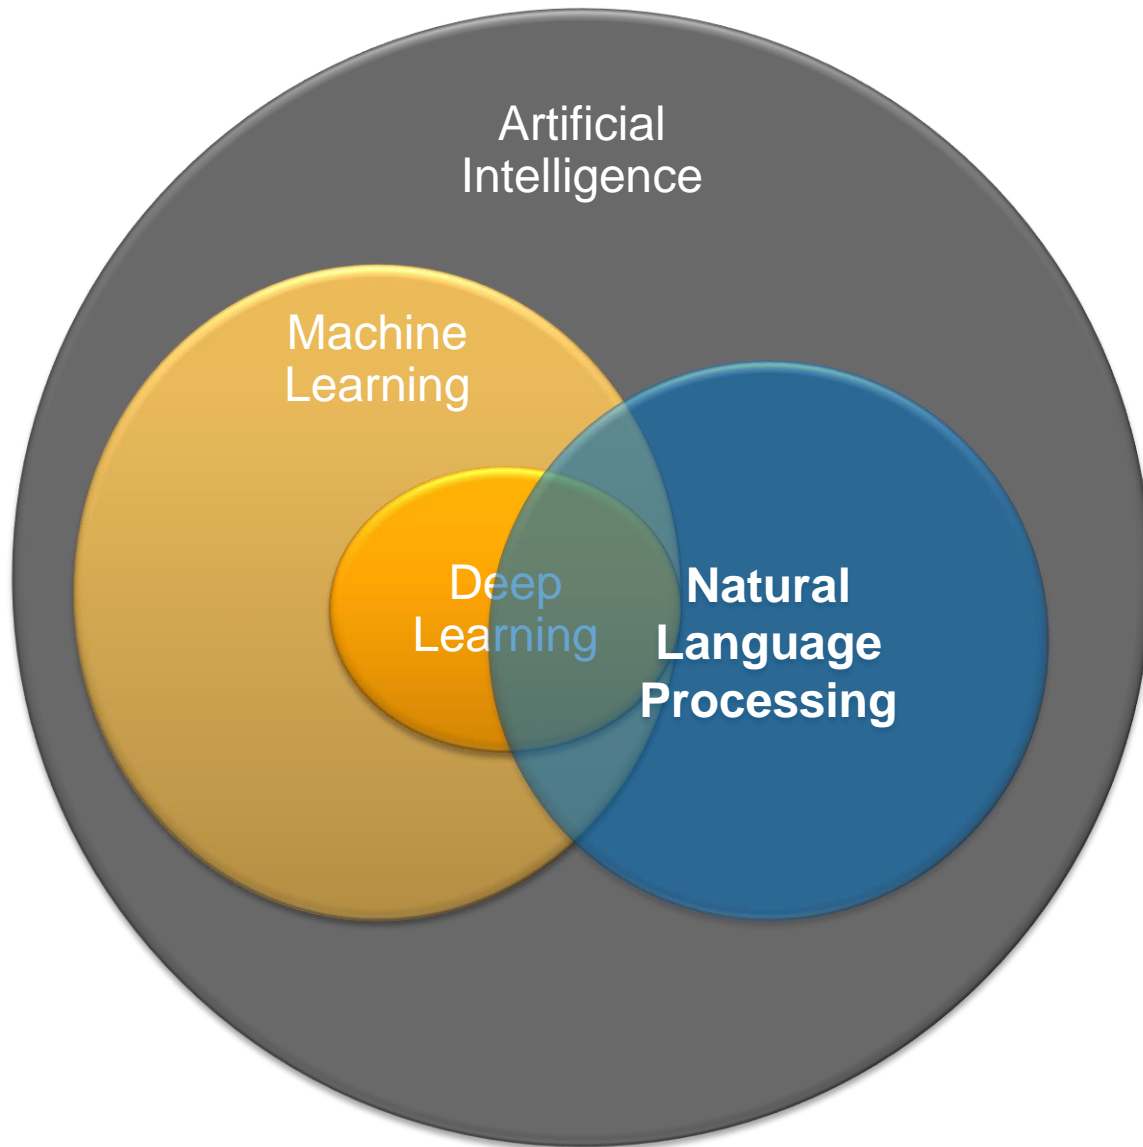 Artificial
Intelligence
Machine
Learning
Deep
Learning
Natural
Language
Processing